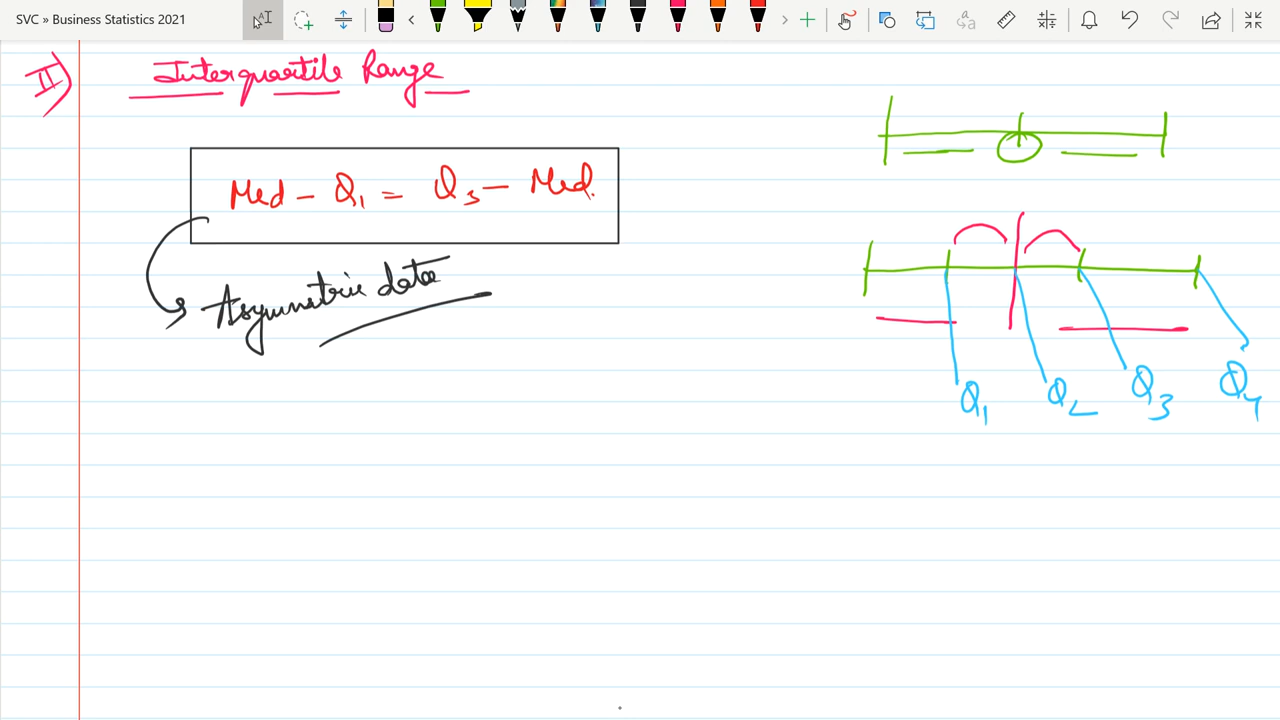 SVC » Business Statistics 2021
II) Interquartile Range
Med - Q₁ = Q₃ - Med.
Asymmetric data
Q₁ Q₂ Q₃ Q₄